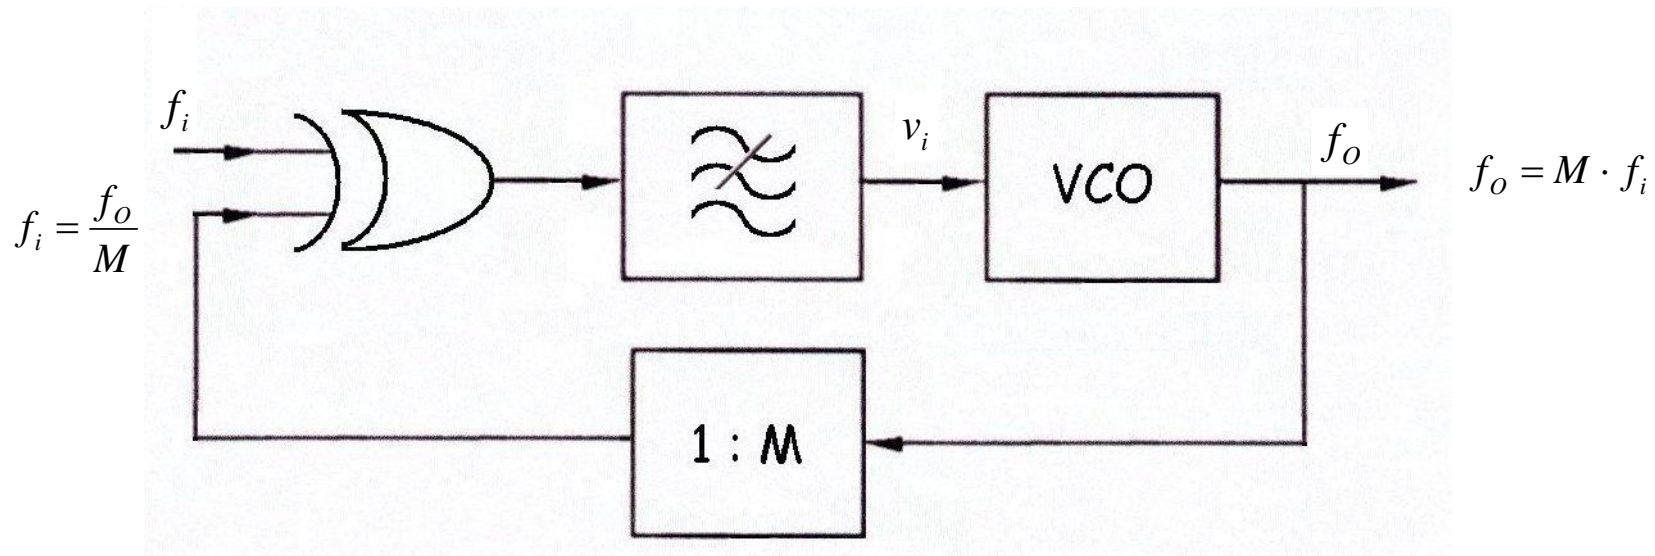 f_i
f_i = f_O / M
v_i
VCO
f_O
f_O = M · f_i
1 : M